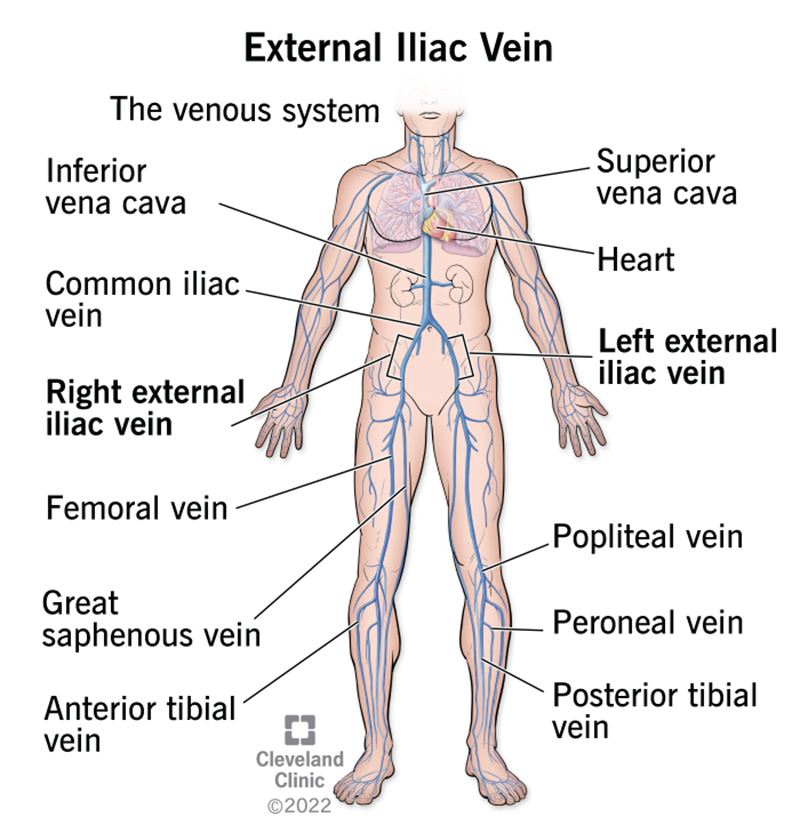 External Iliac Vein
The venous system
Inferior
vena cava
Superior
vena cava
Heart
Common iliac
vein
Left external
iliac vein
Right external
iliac vein
Femoral vein
Popliteal vein
Great
saphenous vein
Peroneal vein
Anterior tibial
vein
Posterior tibial
vein
Cleveland
Clinic
©2022